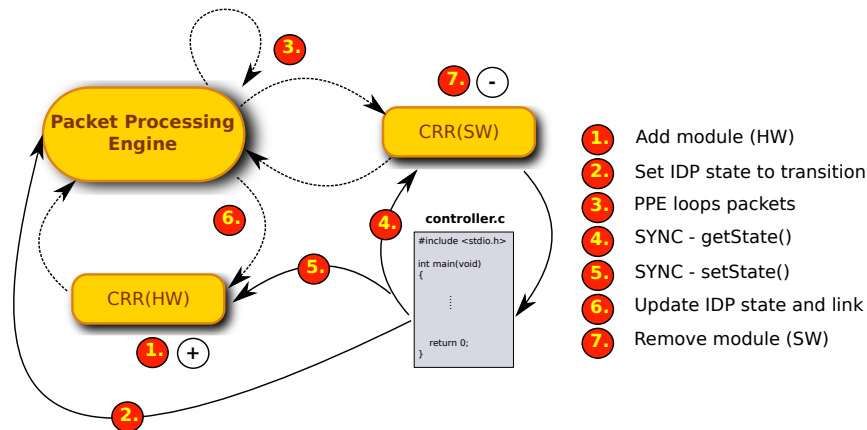 3.
7.
-
Packet Processing
Engine
CRR(SW)
1. Add module (HW)
2. Set IDP state to transition
3. PPE loops packets
4. SYNC - getState()
5. SYNC - setState()
6. Update IDP state and link
7. Remove module (SW)
6.
4.
controller.c
#include <stdio.h>
int main(void)
{
return 0;
}
5.
CRR(HW)
1.
+
2.